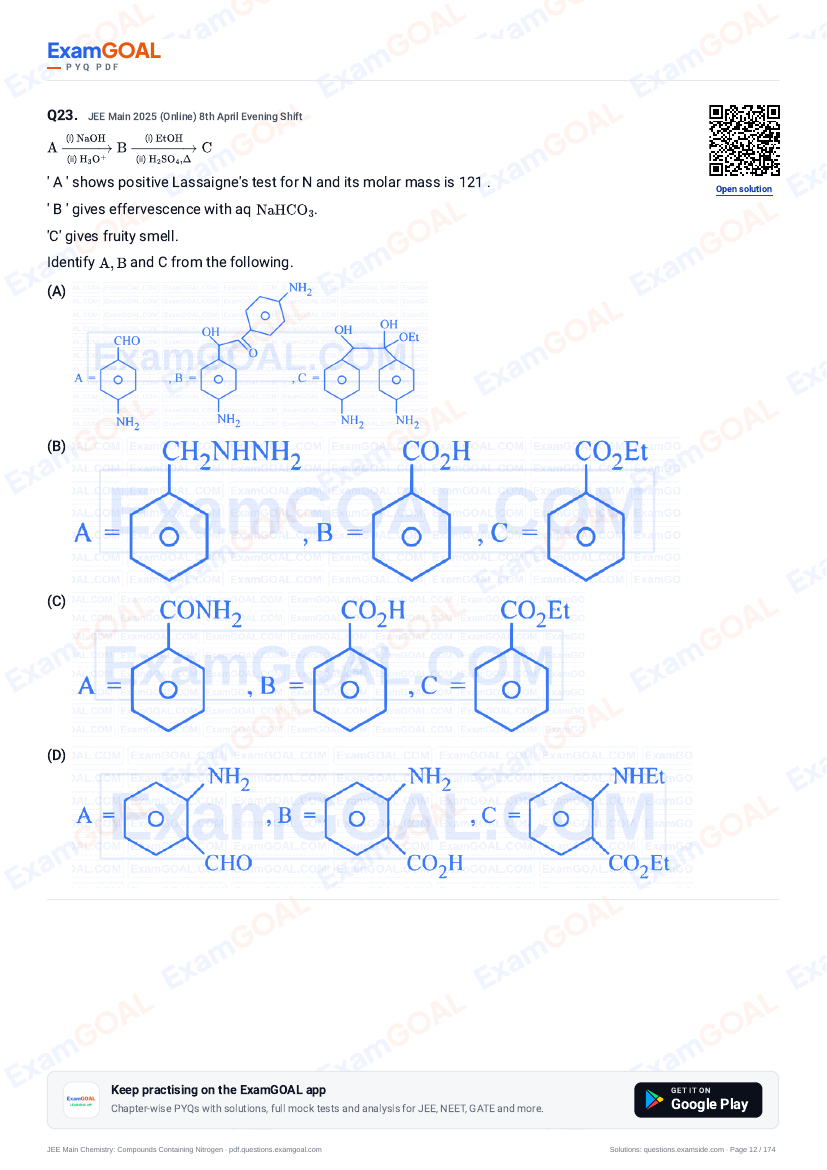 ExamGOAL
PYQ PDF
Q23. JEE Main 2025 (Online) 8th April Evening Shift
A (i) NaOH (ii) H₃O⁺ → B (i) EtOH (ii) H₂SO₄,Δ → C
Open solution
' A ' shows positive Lassaigne's test for N and its molar mass is 121 .
' B ' gives effervescence with aq NaHCO₃.
'C' gives fruity smell.
Identify A, B and C from the following.
(A)
NH₂
OH
O
OH
OH
OEt
CHO
A =
, B =
, C =
NH₂
NH₂
NH₂
NH₂
(B)
CH₂NHNH₂ CO₂H CO₂Et
A = , B = , C =
(C)
CONH₂ CO₂H CO₂Et
A = , B = , C =
(D)
NH₂ NH₂ NHEt
A = , B = , C =
CHO CO₂H CO₂Et
ExamGOAL.COM
Keep practising on the ExamGOAL app
Chapter-wise PYQs with solutions, full mock tests and analysis for JEE, NEET, GATE and more.
GET IT ON
Google Play
JEE Main Chemistry: Compounds Containing Nitrogen · pdf.questions.examgoal.com
Solutions: questions.examside.com · Page 12 / 174